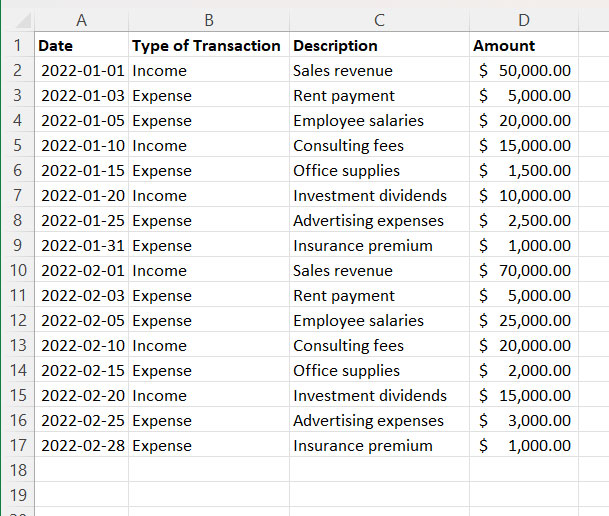 A B C D
1 Date Type of Transaction Description Amount
2 2022-01-01 Income Sales revenue $ 50,000.00
3 2022-01-03 Expense Rent payment $ 5,000.00
4 2022-01-05 Expense Employee salaries $ 20,000.00
5 2022-01-10 Income Consulting fees $ 15,000.00
6 2022-01-15 Expense Office supplies $ 1,500.00
7 2022-01-20 Income Investment dividends $ 10,000.00
8 2022-01-25 Expense Advertising expenses $ 2,500.00
9 2022-01-31 Expense Insurance premium $ 1,000.00
10 2022-02-01 Income Sales revenue $ 70,000.00
11 2022-02-03 Expense Rent payment $ 5,000.00
12 2022-02-05 Expense Employee salaries $ 25,000.00
13 2022-02-10 Income Consulting fees $ 20,000.00
14 2022-02-15 Expense Office supplies $ 2,000.00
15 2022-02-20 Income Investment dividends $ 15,000.00
16 2022-02-25 Expense Advertising expenses $ 3,000.00
17 2022-02-28 Expense Insurance premium $ 1,000.00
18
19